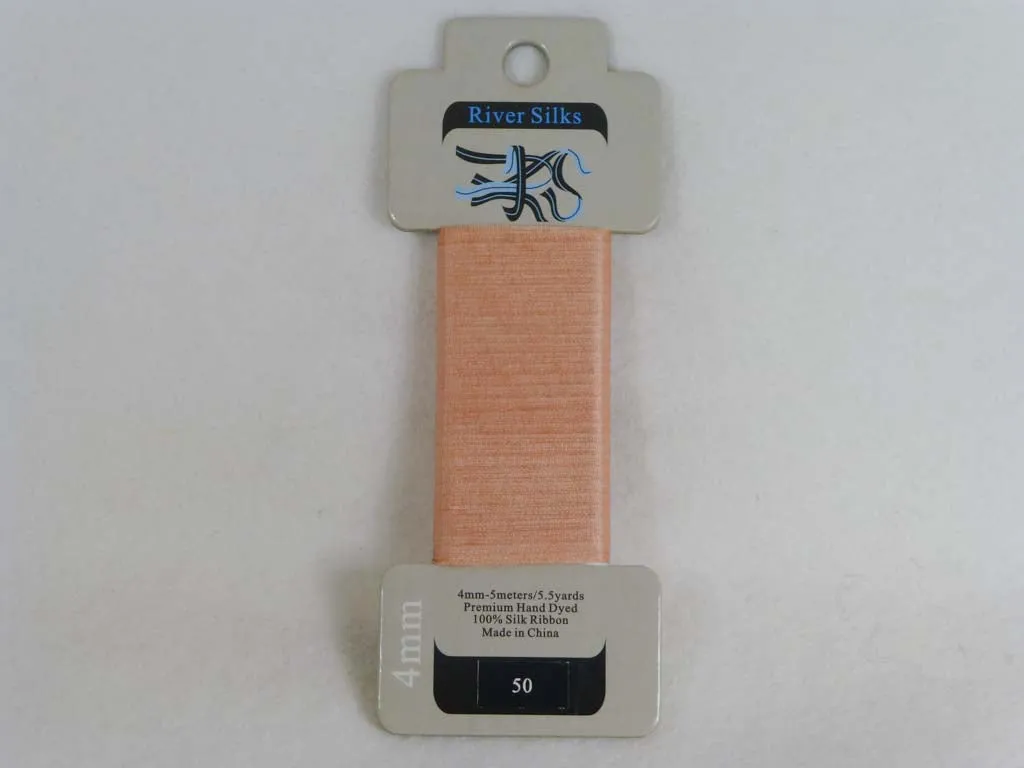 River Silks
4mm-5meters/5.5yards
Premium Hand Dyed
100% Silk Ribbon
Made in China
4mm
50